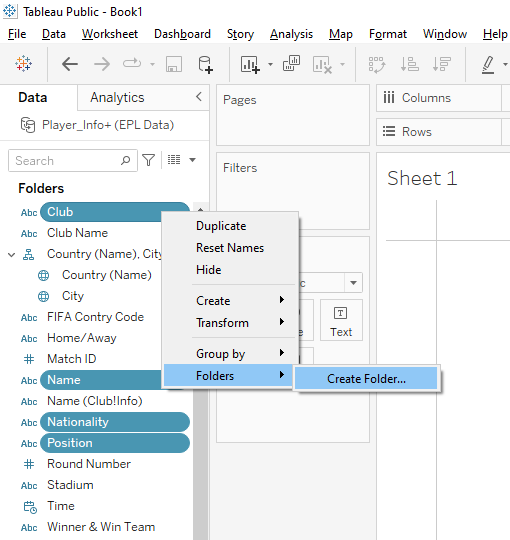 Tableau Public - Book1
File Data Worksheet Dashboard Story Analysis Map Format Window Help
Data Analytics
Player_Info+ (EPL Data)
Search
Folders
Abc Club
Abc Club Name
Country (Name), City
Country (Name)
City
Abc FIFA Contry Code
Abc Home/Away
# Match ID
Abc Name
Abc Name (Club!Info)
Abc Nationality
Abc Position
# Round Number
Abc Stadium
Time
Abc Winner & Win Team
Duplicate
Reset Names
Hide
Create
Transform
Group by
Folders
Create Folder...
Pages
Filters
T
Text
Columns
Rows
Sheet 1